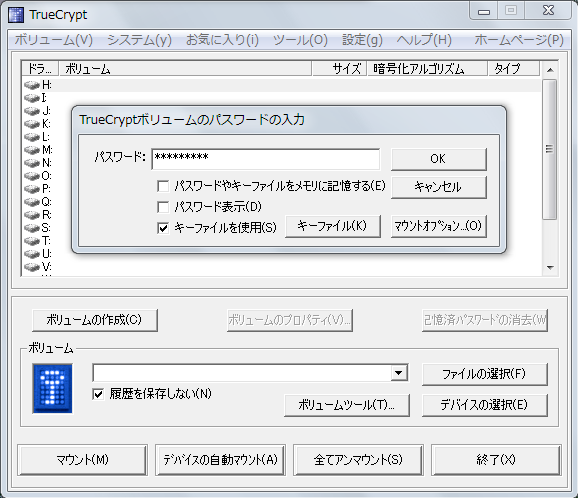 TrueCrypt
ボリューム(V) システム(y) お気に入り(i) ツール(O) 設定(g) ヘルプ(H) ホームページ(P)
ドラ... ボリューム サイズ 暗号化アルゴリズム タイプ
H:
I:
J:
K:
L:
M:
N:
O:
P:
Q:
R:
S:
T:
U:
TrueCryptボリュームのパスワードの入力
パスワード: ********* OK
パスワードやキーファイルをメモリに記憶する(E) キャンセル
パスワード表示(D)
キーファイルを使用(S) キーファイル(K) マウントオプション...(O)
ボリュームの作成(C) ボリュームのプロパティ(V)... 記憶済パスワードの消去(W
ボリューム
ファイルの選択(F)
履歴を保存しない(N)
ボリュームツール(T)... デバイスの選択(E)
マウント(M) デバイスの自動マウント(A) 全てアンマウント(S) 終了(X)